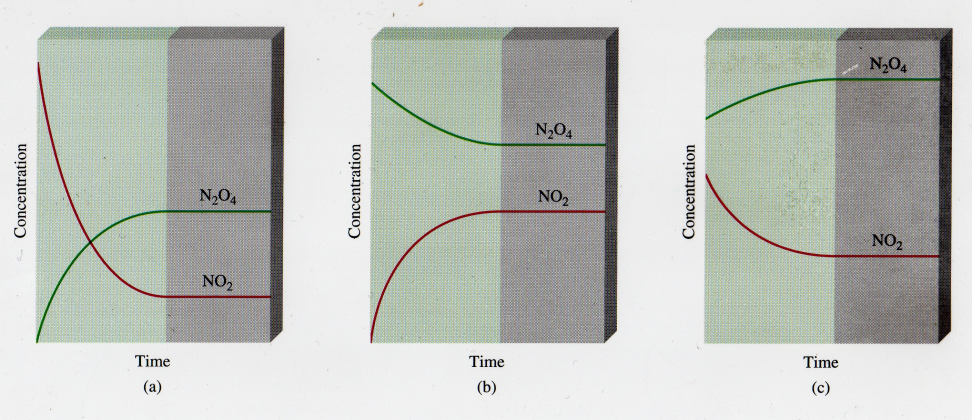 Concentration
N₂O₄
NO₂
Time
(a)
Concentration
N₂O₄
NO₂
Time
(b)
Concentration
N₂O₄
NO₂
Time
(c)